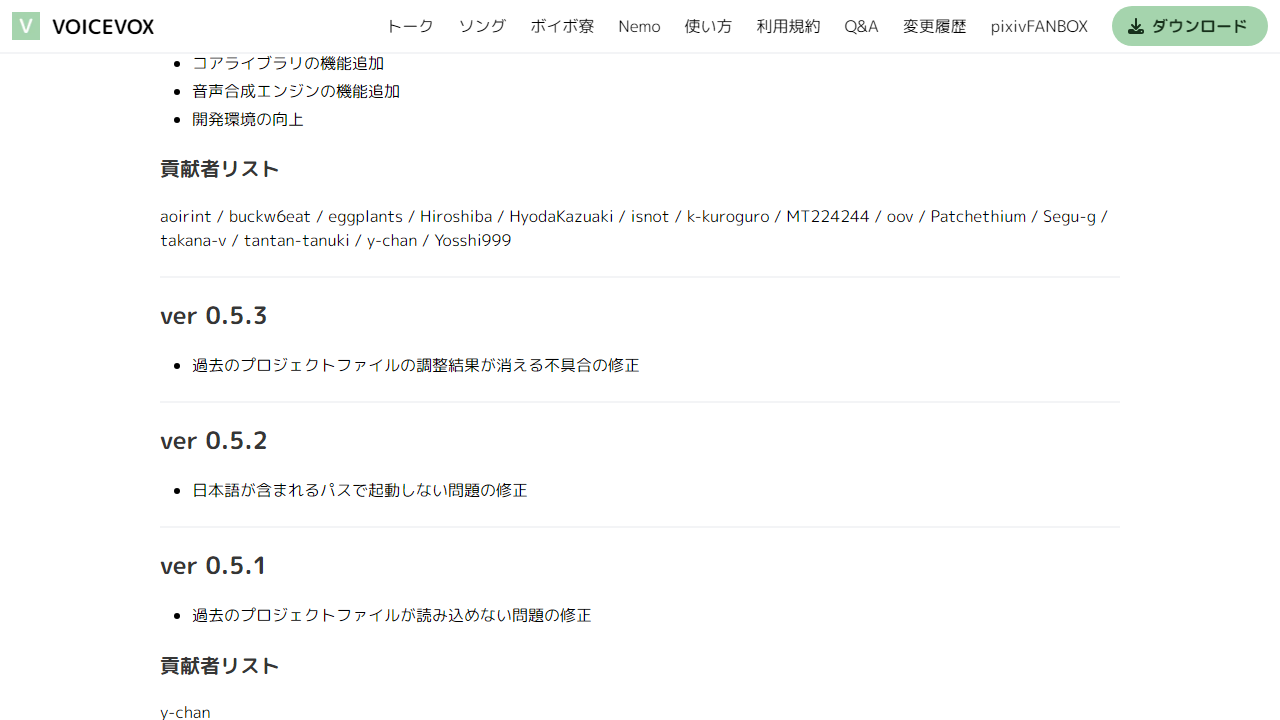 V VOICEVOX トーク ソング ボイボ寮 Nemo 使い方 利用規約 Q&A 変更履歴 pixivFANBOX ダウンロード
コアライブラリの機能追加
音声合成エンジンの機能追加
開発環境の向上
貢献者リスト
aoirint / buckw6eat / eggplants / Hiroshiba / HyodaKazuaki / isnot / k-kuroguro / MT224244 / oov / Patchethium / Segu-g /
takana-v / tantan-tanuki / y-chan / Yosshi999
ver 0.5.3
過去のプロジェクトファイルの調整結果が消える不具合の修正
ver 0.5.2
日本語が含まれるパスで起動しない問題の修正
ver 0.5.1
過去のプロジェクトファイルが読み込めない問題の修正
貢献者リスト
y-chan